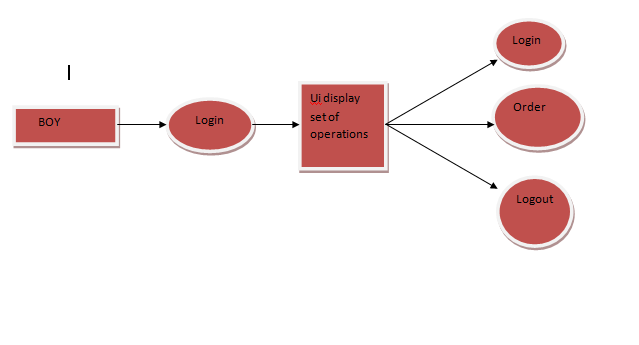 BOY
Login
Ui display
set of
operations
Login
Order
Logout